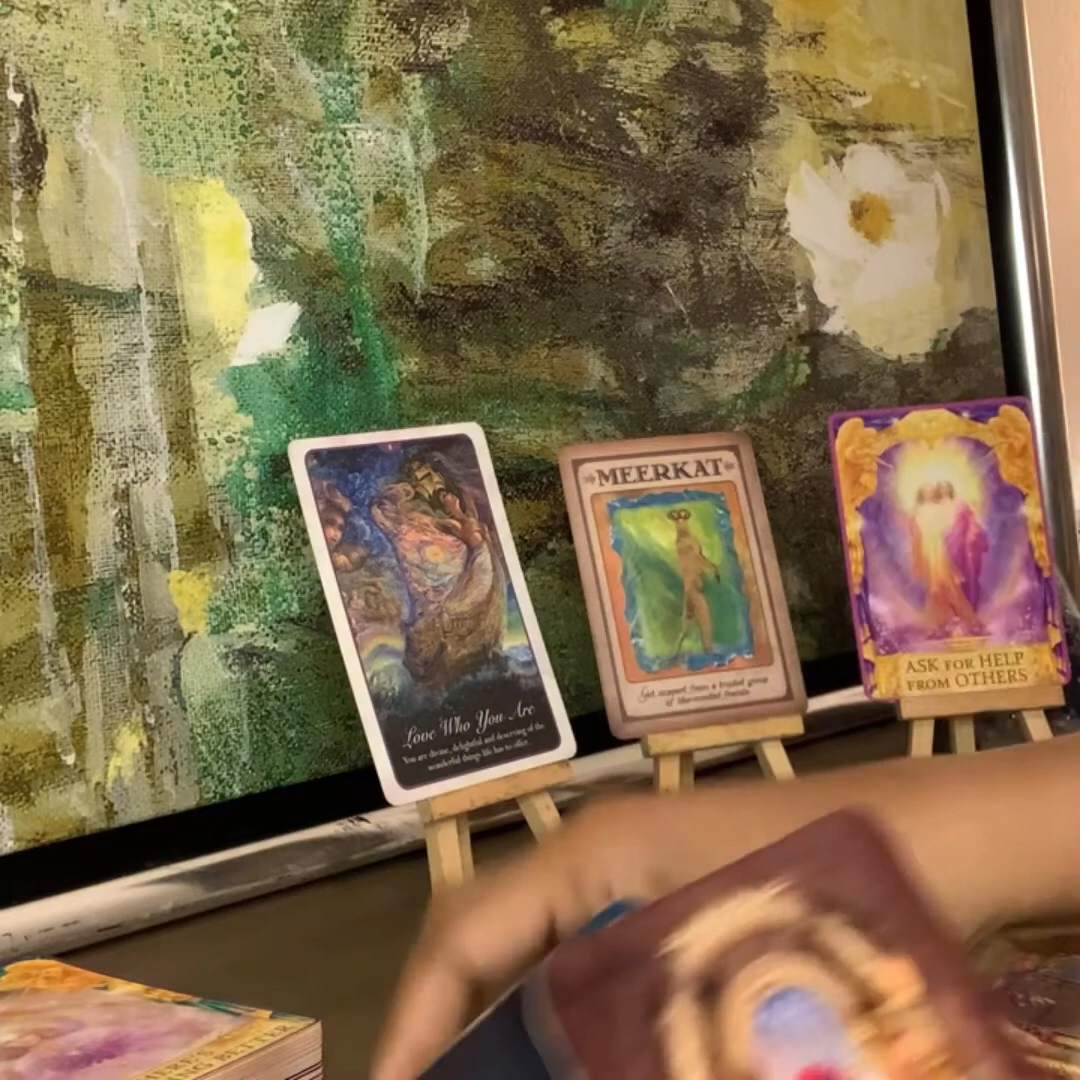 Love Who You Are
You are divine, delightful and deserving of the
wonderful things life has to offer.
MEERKAT
Get support from a trusted group
of like-minded friends
ASK FOR HELP
FROM OTHERS
BETTER